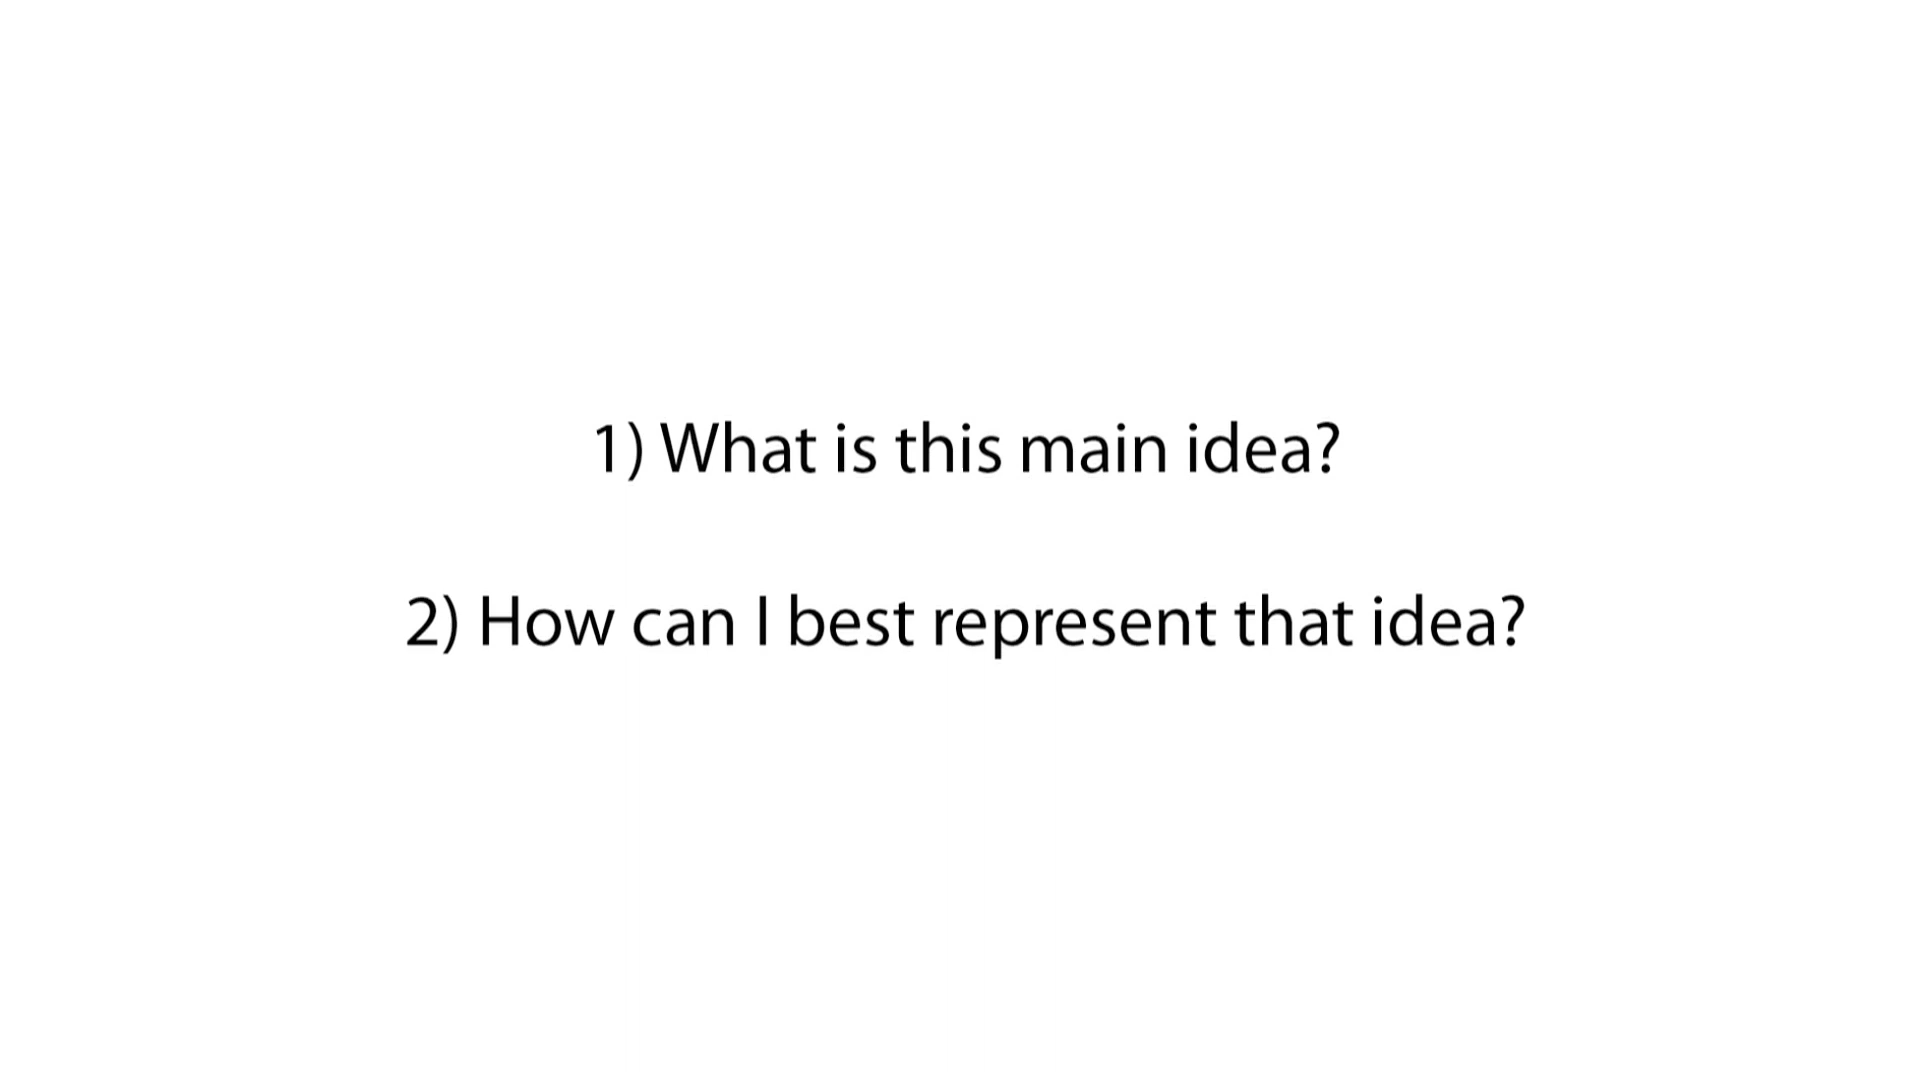 1) What is this main idea?
2) How can I best represent that idea?